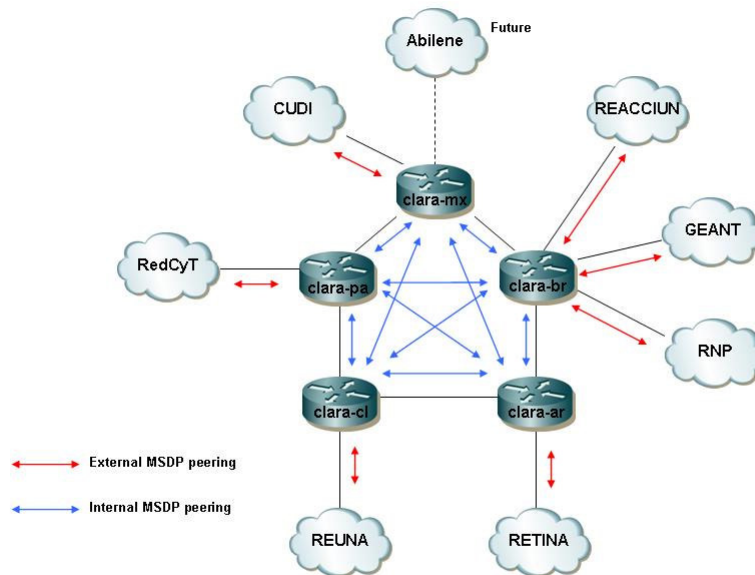 Abilene
Future
CUDI
REACCIUN
clara-mx
GEANT
RedCyT
clara-pa
clara-br
RNP
clara-cl
clara-ar
External MSDP peering
Internal MSDP peering
REUNA
RETINA